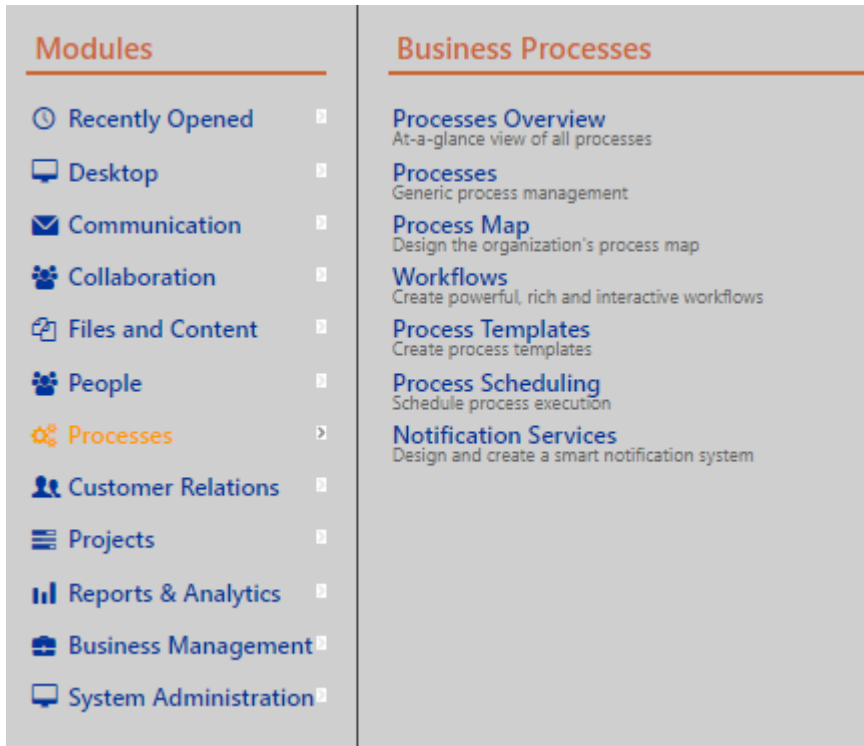 Modules
Recently Opened
Desktop
Communication
Collaboration
Files and Content
People
Processes
Customer Relations
Projects
Reports & Analytics
Business Management
System Administration
Business Processes
Processes Overview
At-a-glance view of all processes
Processes
Generic process management
Process Map
Design the organization's process map
Workflows
Create powerful, rich and interactive workflows
Process Templates
Create process templates
Process Scheduling
Schedule process execution
Notification Services
Design and create a smart notification system